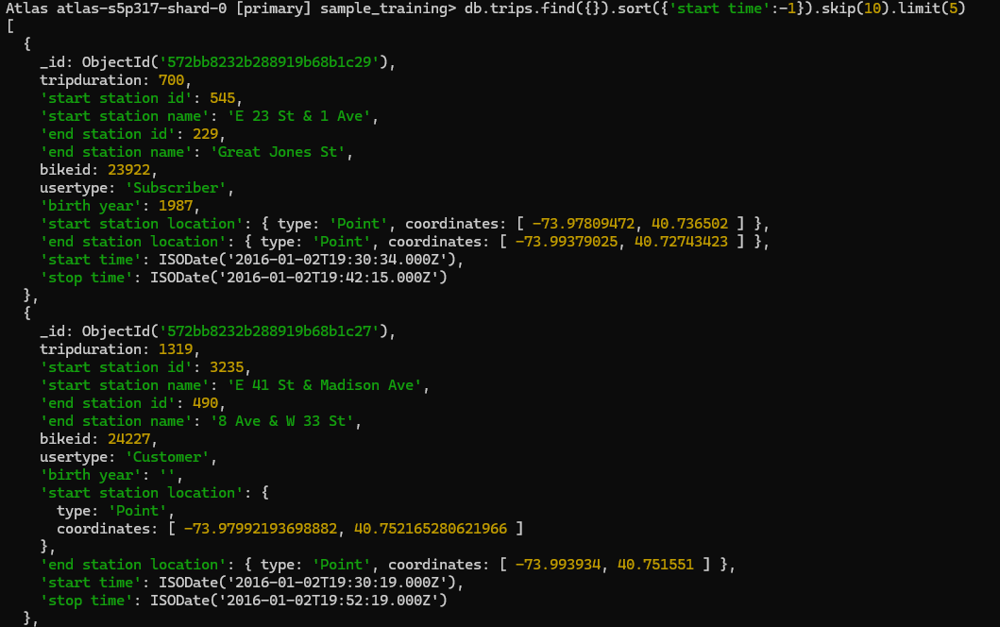 Atlas atlas-s5p317-shard-0 [primary] sample_training> db.trips.find({}).sort({'start time':-1}).skip(10).limit(5)
[
  {
    _id: ObjectId('572bb8232b288919b68b1c29'),
    tripduration: 700,
    'start station id': 545,
    'start station name': 'E 23 St & 1 Ave',
    'end station id': 229,
    'end station name': 'Great Jones St',
    bikeid: 23922,
    usertype: 'Subscriber',
    'birth year': 1987,
    'start station location': { type: 'Point', coordinates: [ -73.97809472, 40.736502 ] },
    'end station location': { type: 'Point', coordinates: [ -73.99379025, 40.72743423 ] },
    'start time': ISODate('2016-01-02T19:30:34.000Z'),
    'stop time': ISODate('2016-01-02T19:42:15.000Z')
  },
  {
    _id: ObjectId('572bb8232b288919b68b1c27'),
    tripduration: 1319,
    'start station id': 3235,
    'start station name': 'E 41 St & Madison Ave',
    'end station id': 490,
    'end station name': '8 Ave & W 33 St',
    bikeid: 24227,
    usertype: 'Customer',
    'birth year': '',
    'start station location': {
      type: 'Point',
      coordinates: [ -73.97992193698882, 40.752165280621966 ]
    },
    'end station location': { type: 'Point', coordinates: [ -73.993934, 40.751551 ] },
    'start time': ISODate('2016-01-02T19:30:19.000Z'),
    'stop time': ISODate('2016-01-02T19:52:19.000Z')
  },